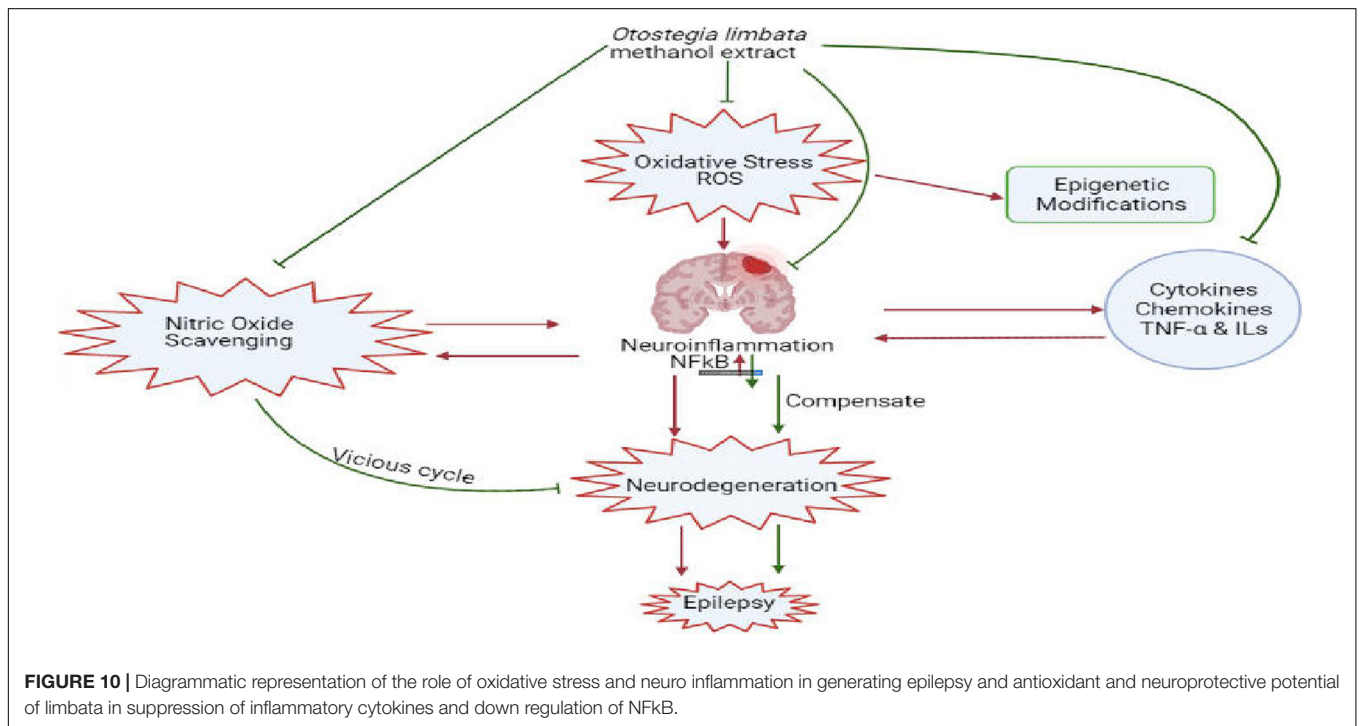 Otostegia limbata
methanol extract
Oxidative Stress
ROS
Epigenetic
Modifications
Nitric Oxide
Scavenging
Cytokines
Chemokines
TNF-α & ILs
Neuroinflammation
NFkB
Compensate
Vicious cycle
Neurodegeneration
Epilepsy
FIGURE 10 | Diagrammatic representation of the role of oxidative stress and neuro inflammation in generating epilepsy and antioxidant and neuroprotective potential
of limbata in suppression of inflammatory cytokines and down regulation of NFkB.